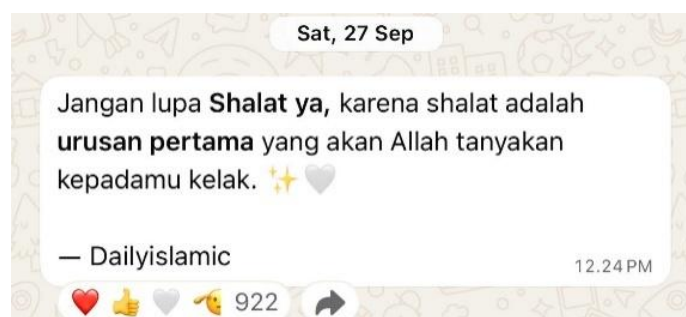 Sat, 27 Sep
Jangan lupa Shalat ya, karena shalat adalah
urusan pertama yang akan Allah tanyakan
kepadamu kelak. ✨🤍
— Dailyislamic
12.24 PM
❤️👍🤍🫡 922